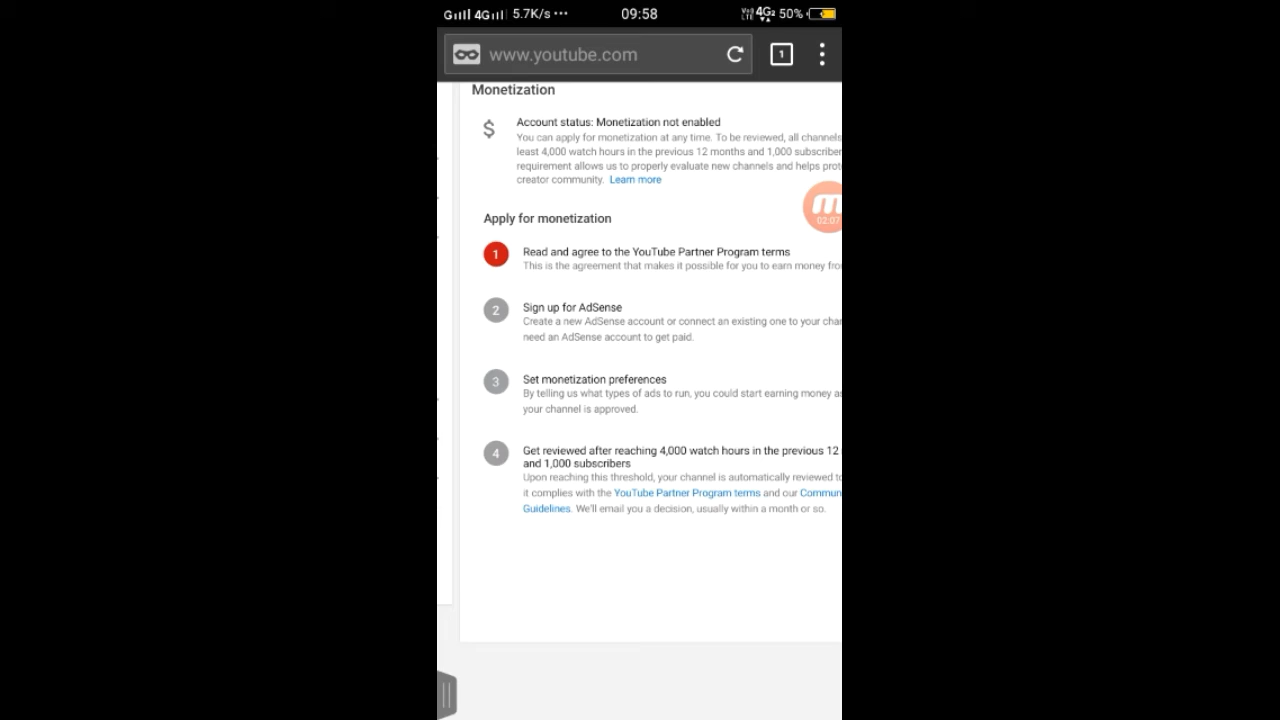 G 4G 5.7K/s ••• 09:58 4G2 50%
www.youtube.com 1
Monetization
Account status: Monetization not enabled
You can apply for monetization at any time. To be reviewed, all channels
least 4,000 watch hours in the previous 12 months and 1,000 subscriber
requirement allows us to properly evaluate new channels and helps prot
creator community. Learn more
02:07
Apply for monetization
1 Read and agree to the YouTube Partner Program terms
This is the agreement that makes it possible for you to earn money fro
2 Sign up for AdSense
Create a new AdSense account or connect an existing one to your cha
need an AdSense account to get paid.
3 Set monetization preferences
By telling us what types of ads to run, you could start earning money a
your channel is approved.
4 Get reviewed after reaching 4,000 watch hours in the previous 12
and 1,000 subscribers
Upon reaching this threshold, your channel is automatically reviewed to
it complies with the YouTube Partner Program terms and our Commun
Guidelines. We'll email you a decision, usually within a month or so.